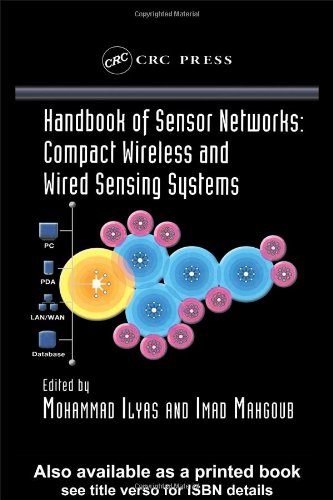 CRC
CRC PRESS
Handbook of Sensor Networks:
Compact Wireless and
Wired Sensing Systems
PC
PDA
LAN/WAN
Database
Edited by
MOHAMMAD ILYAS AND IMAD MAHGOUB
Also available as a printed book
see title verso for ISBN details